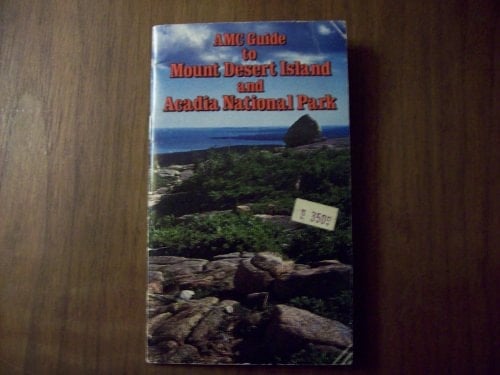 AMC Guide
to
Mount Desert Island
and
Acadia National Park